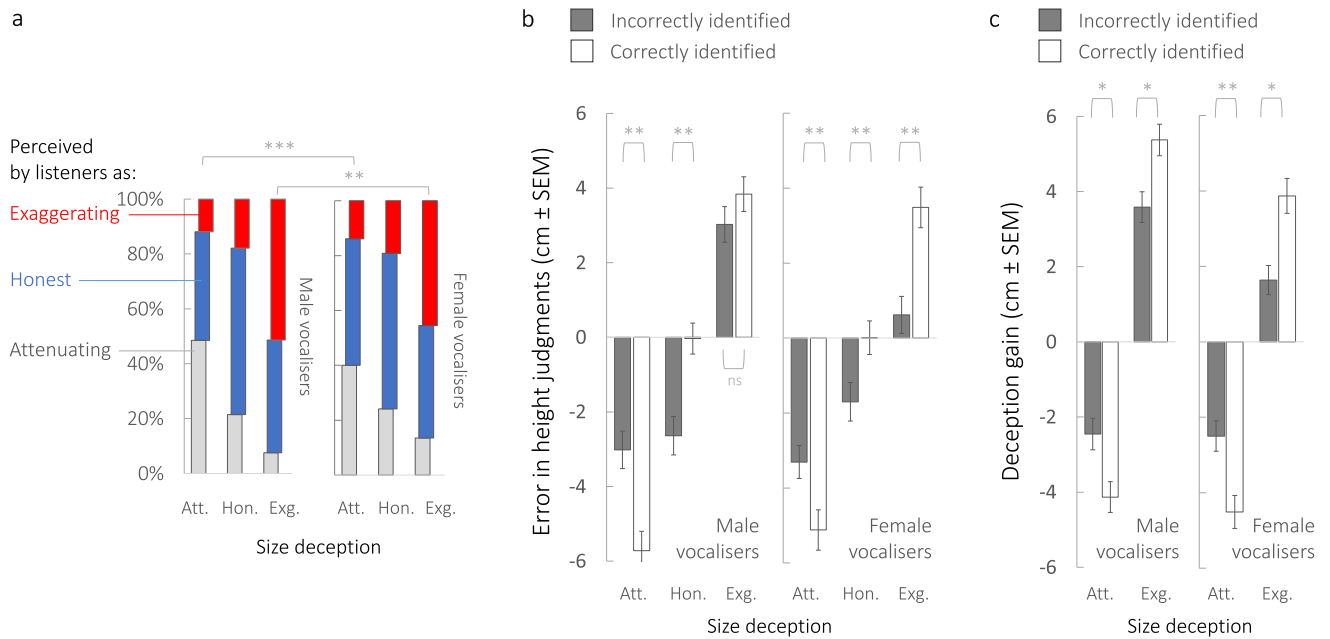 a
Perceived
by listeners as:
Exaggerating
Honest
Attenuating
100%
80%
60%
40%
20%
0%
***
**
Male vocalisers
Female vocalisers
Att. Hon. Exg. Att. Hon. Exg.
Size deception
b
Incorrectly identified
Correctly identified
Error in height judgments (cm ± SEM)
6
4
2
0
-2
-4
-6
** ** ** ** **
ns
Male
vocalisers
Female
vocalisers
Att. Hon. Exg. Att. Hon. Exg.
Size deception
c
Incorrectly identified
Correctly identified
Deception gain (cm ± SEM)
6
4
2
0
-2
-4
-6
* * ** *
Male
vocalisers
Female
vocalisers
Att. Exg. Att. Exg.
Size deception